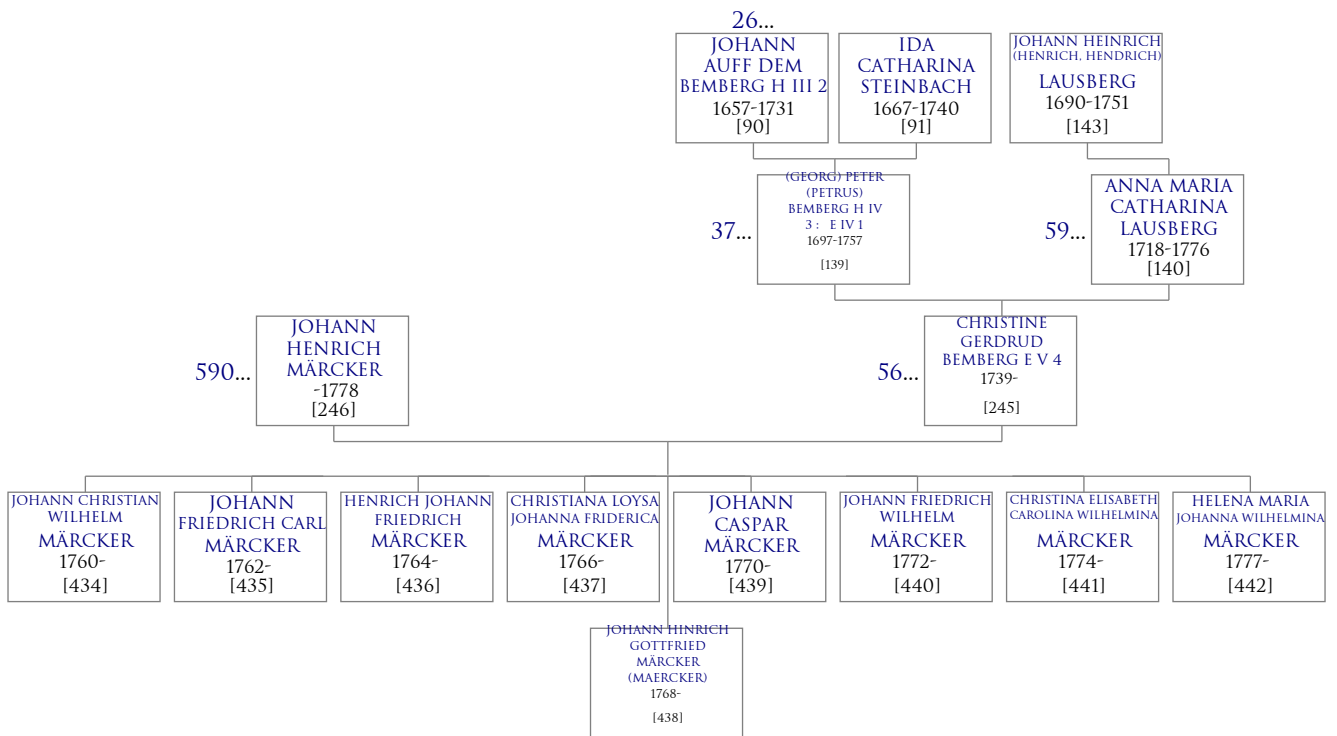 26...
JOHANN
AUFF DEM
BEMBERG H III 2
1657-1731
[90]
IDA
CATHARINA
STEINBACH
1667-1740
[91]
JOHANN HEINRICH
(HENRICH, HENDRICH)
LAUSBERG
1690-1751
[143]
37...
(GEORG) PETER
(PETRUS)
BEMBERG H IV
3 : E IV 1
1697-1757
[139]
59...
ANNA MARIA
CATHARINA
LAUSBERG
1718-1776
[140]
590...
JOHANN
HENRICH
MÄRCKER
-1778
[246]
56...
CHRISTINE
GERDRUD
BEMBERG E V 4
1739-
[245]
JOHANN CHRISTIAN
WILHELM
MÄRCKER
1760-
[434]
JOHANN
FRIEDRICH CARL
MÄRCKER
1762-
[435]
HENRICH JOHANN
FRIEDRICH
MÄRCKER
1764-
[436]
CHRISTIANA LOYSA
JOHANNA FRIDERICA
MÄRCKER
1766-
[437]
JOHANN
CASPAR
MÄRCKER
1770-
[439]
JOHANN FRIEDRICH
WILHELM
MÄRCKER
1772-
[440]
CHRISTINA ELISABETH
CAROLINA WILHELMINA
MÄRCKER
1774-
[441]
HELENA MARIA
JOHANNA WILHELMINA
MÄRCKER
1777-
[442]
JOHANN HINRICH
GOTTFRIED
MÄRCKER
(MAERCKER)
1768-
[438]